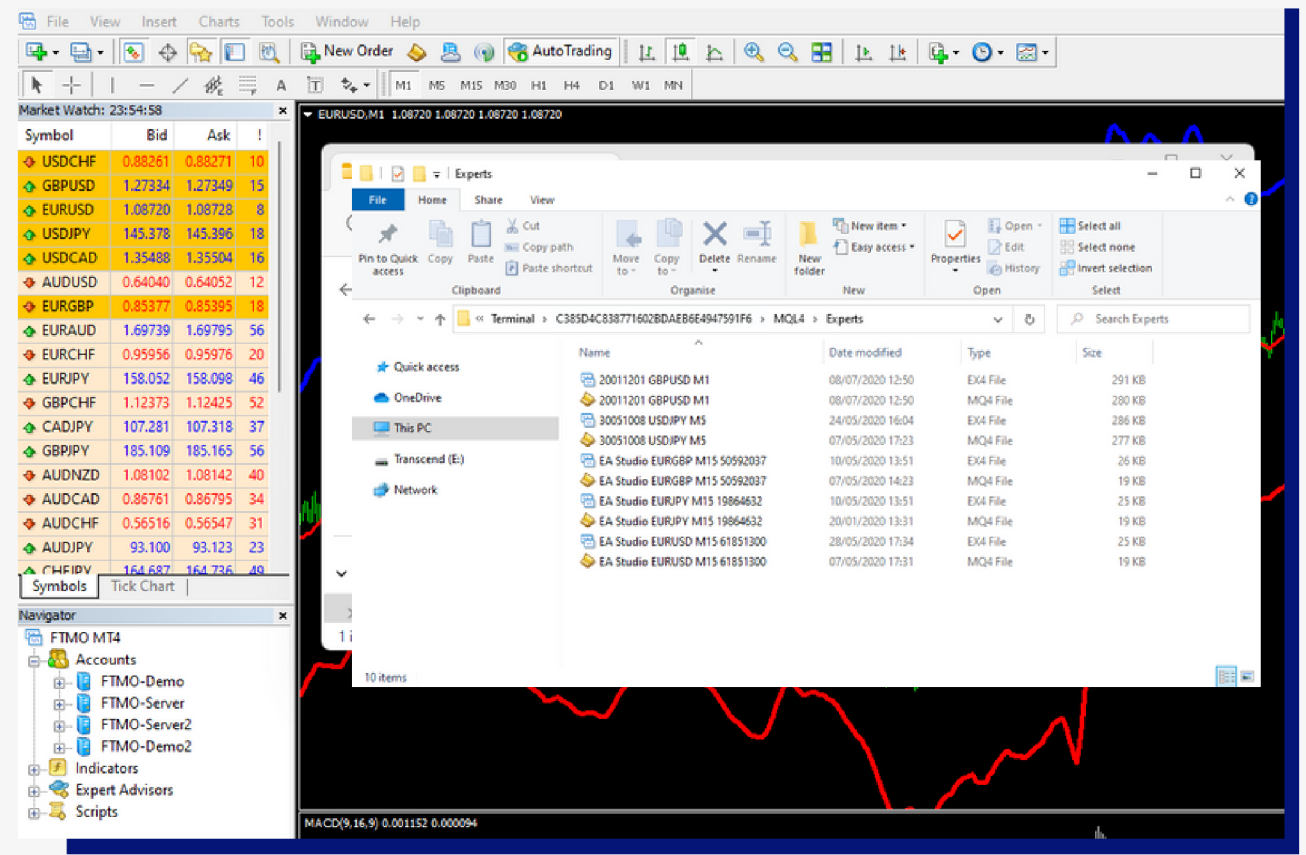 File View Insert Charts Tools Window Help
New Order AutoTrading
A T M1 M5 M15 M30 H1 H4 D1 W1 MN
Market Watch: 23:54:58
Symbol Bid Ask !
USDCHF 0.88261 0.88271 10
GBPUSD 1.27334 1.27349 15
EURUSD 1.08720 1.08728 8
USDJPY 145.378 145.396 18
USDCAD 1.35488 1.35504 16
AUDUSD 0.64040 0.64052 12
EURGBP 0.85377 0.85395 18
EURAUD 1.69739 1.69795 56
EURCHF 0.95956 0.95976 20
EURJPY 158.052 158.098 46
GBPCHF 1.12373 1.12425 52
CADJPY 107.281 107.318 37
GBPJPY 185.109 185.165 56
AUDNZD 1.08102 1.08142 40
AUDCAD 0.86761 0.86795 34
AUDCHF 0.56516 0.56547 31
AUDJPY 93.100 93.123 23
CHFJPY 164.687 164.736 49
Symbols Tick Chart
Navigator
FTMO MT4
Accounts
FTMO-Demo
FTMO-Server
FTMO-Server2
FTMO-Demo2
Indicators
Expert Advisors
Scripts
EURUSD,M1 1.08720 1.08720 1.08720 1.08720
Experts
File Home Share View
Pin to Quick access
Copy
Paste
Cut
Copy path
Paste shortcut
Clipboard
Move to
Copy to
Delete
Rename
Organise
New folder
New item
Easy access
New
Properties
Open
Edit
History
Open
Select all
Select none
Invert selection
Select
« Terminal › C385D4C838771602BDAEB6E4947591F6 › MQL4 › Experts
Search Experts
Quick access
OneDrive
This PC
Transcend (E:)
Network
Name Date modified Type Size
20011201 GBPUSD M1 08/07/2020 12:50 EX4 File 291 KB
20011201 GBPUSD M1 08/07/2020 12:50 MQ4 File 280 KB
30051008 USDJPY M5 24/05/2020 16:04 EX4 File 286 KB
30051008 USDJPY M5 07/05/2020 17:23 MQ4 File 277 KB
EA Studio EURGBP M15 50592037 10/05/2020 13:51 EX4 File 26 KB
EA Studio EURGBP M15 50592037 07/05/2020 14:23 MQ4 File 19 KB
EA Studio EURJPY M15 19864632 10/05/2020 13:51 EX4 File 25 KB
EA Studio EURJPY M15 19864632 20/01/2020 13:31 MQ4 File 19 KB
EA Studio EURUSD M15 61851300 28/05/2020 17:34 EX4 File 25 KB
EA Studio EURUSD M15 61851300 07/05/2020 17:31 MQ4 File 19 KB
10 items
MACD(9,16,9) 0.001152 0.000094